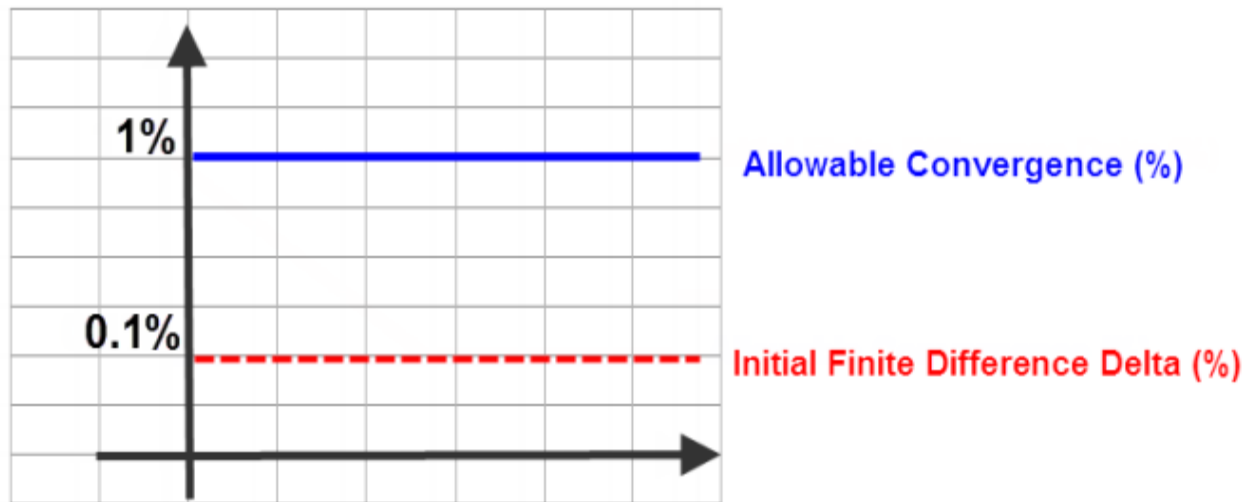 1%
Allowable Convergence (%)
0.1%
Initial Finite Difference Delta (%)